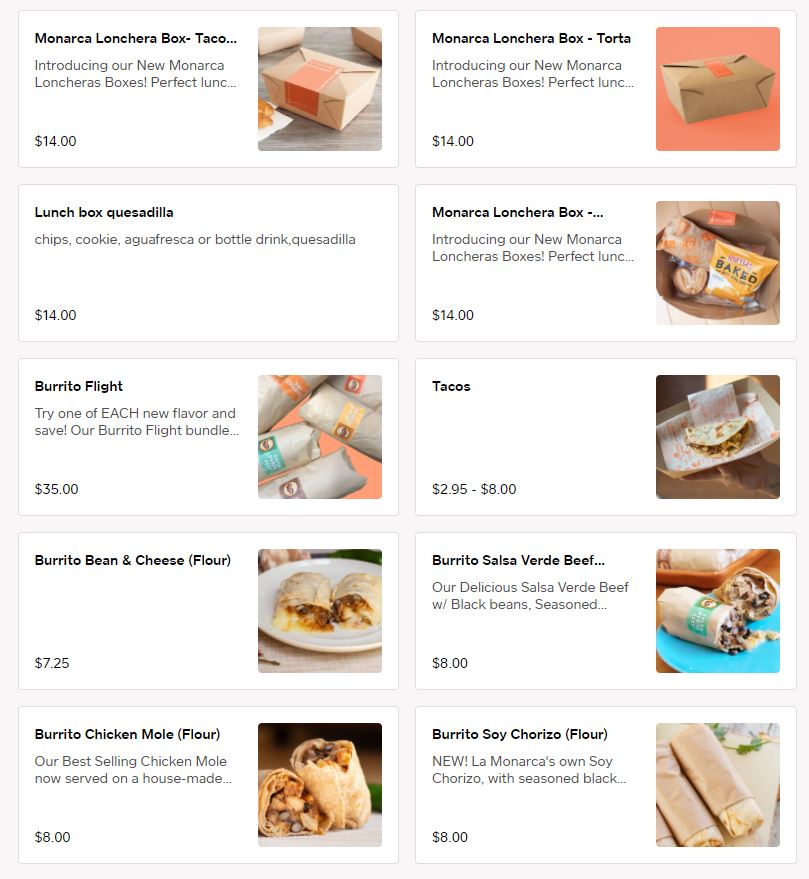 Monarca Lonchera Box- Taco...
Introducing our New Monarca
Loncheras Boxes! Perfect lunc...
$14.00
Monarca Lonchera Box - Torta
Introducing our New Monarca
Loncheras Boxes! Perfect lunc...
$14.00
Lunch box quesadilla
chips, cookie, aguafresca or bottle drink,quesadilla
$14.00
Monarca Lonchera Box -...
Introducing our New Monarca
Loncheras Boxes! Perfect lunc...
$14.00
BAKED
Burrito Flight
Try one of EACH new flavor and
save! Our Burrito Flight bundle...
$35.00
Tacos
$2.95 - $8.00
Burrito Bean & Cheese (Flour)
$7.25
Burrito Salsa Verde Beef...
Our Delicious Salsa Verde Beef
w/ Black beans, Seasoned...
$8.00
Burrito Chicken Mole (Flour)
Our Best Selling Chicken Mole
now served on a house-made...
$8.00
Burrito Soy Chorizo (Flour)
NEW! La Monarca's own Soy
Chorizo, with seasoned black...
$8.00